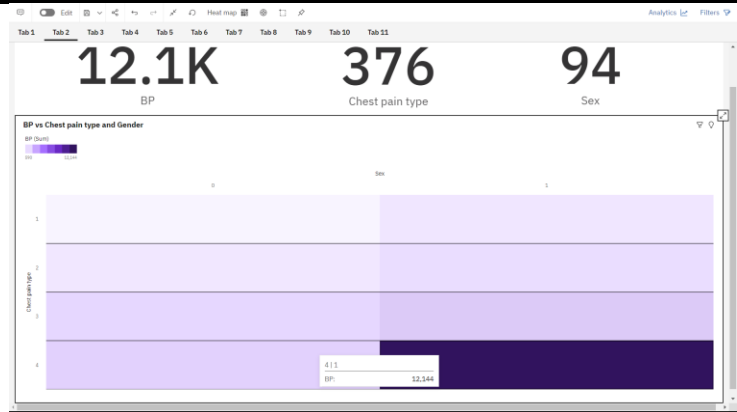 Edit Heat map Analytics Filters
Tab 1 Tab 2 Tab 3 Tab 4 Tab 5 Tab 6 Tab 7 Tab 8 Tab 9 Tab 10 Tab 11
12.1K 376 94
BP Chest pain type Sex
BP vs Chest pain type and Gender
BP (Sum)
12,144
Sex
0 1
1
2
Chest pain type
3
4
4 | 1
BP: 12,144